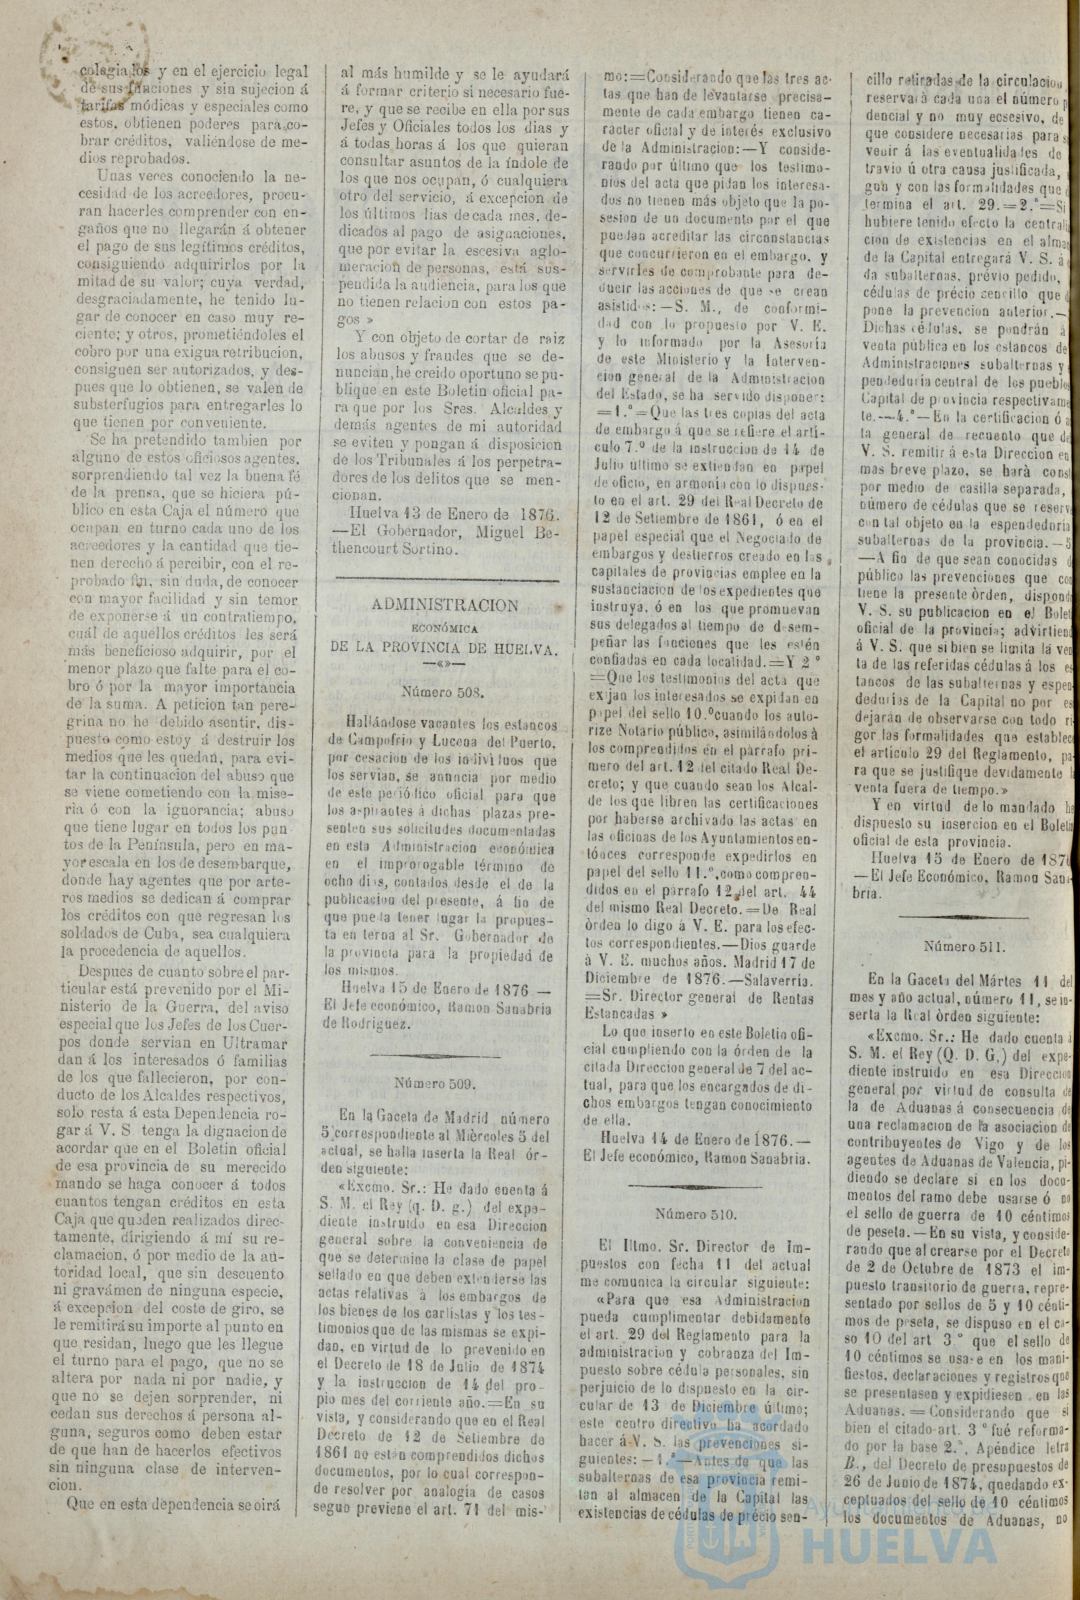 colegiados y en el ejercicio legal
de sus funciones y sin sujecion á
tarifas módicas y especiales como
estos, obtienen poderes para co-
brar créditos, valiéndose de me-
dios reprobados.
Unas veces conociendo la ne-
cesidad de los acreedores, procu-
ran hacerles comprender con en-
gaños que no llegarán á obtener
el pago de sus legítimos créditos,
consiguiendo adquirirlos por la
mitad de su valor; cuya verdad,
desgraciadamente, he tenido lu-
gar de conocer en caso muy re-
ciente; y otros, prometiéndoles el
cobro por una exigua retribucion,
consiguen ser autorizados, y des-
pues que lo obtienen, se valen de
substerfugios para entregarles lo
que tienen por conveniente.
Se ha pretendido tambien por
alguno de estos oficiosos agentes,
sorprendiendo tal vez la buena fé
de la prensa, que se hiciera pú-
blico en esta Caja el número que
ocupan en turno cada uno de los
acreedores y la cantidad que tie-
nen derecho á percibir, con el re-
probado fin, sin duda, de conocer
con mayor facilidad y sin temor
de exponerse á un contratiempo,
cuál de aquellos créditos les será
más beneficioso adquirir, por el
menor plazo que falte para el co-
bro ó por la mayor importancia
de la suma. A peticion tan pere-
grina no he debido asentir, dis-
puesto como estoy á destruir los
medios que les quedan, para evi-
tar la continuacion del abuso que
se viene cometiendo con la mise-
ria ó con la ignorancia; abuso
que tiene lugar en todos los pun-
tos de la Península, pero en ma-
yor escala en los de desembarque,
donde hay agentes que por arte-
ros medios se dedican á comprar
los créditos con que regresan los
soldados de Cuba, sea cualquiera
la procedencia de aquellos.
Despues de cuanto sobre el par-
ticular está prevenido por el Mi-
nisterio de la Guerra, del aviso
especial que los Jefes de los Cuer-
pos donde servian en Ultramar
dan á los interesados ó familias
de los que fallecieron, por con-
ducto de los Alcaldes respectivos,
solo resta á esta Dependencia ro-
gar á V. S tenga la dignacion de
acordar que en el Boletin oficial
de esa provincia de su merecido
mando se haga conocer á todos
cuantos tengan créditos en esta
Caja que queden realizados direc-
tamente, dirigiendo á mí su re-
clamacion, ó por medio de la au-
toridad local, que sin descuento
ni gravámen de ninguna especie,
á excepcion del coste de giro, se
le remitirá su importe al punto en
que residan, luego que les llegue
el turno para el pago, que no se
altera por nada ni por nadie, y
que no se dejen sorprender, ni
cedan sus derechos á persona al-
guna, seguros como deben estar
de que han de hacerlos efectivos
sin ninguna clase de interven-
cion.
Que en esta dependencia se oirá
al más humilde y se le ayudará
á formar criterio si necesario fue-
re, y que se recibe en ella por sus
Jefes y Oficiales todos los dias y
á todas horas á los que quieran
consultar asuntos de la índole de
los que nos ocupan, ó cualquiera
otro del servicio, á excepcion de
los últimos dias de cada mes, de-
dicados al pago de asignaciones,
que por evitar la escesiva aglo-
meracion de personas, está sus-
pendida la audiencia, para los que
no tienen relacion con estos pa-
gos »
Y con objeto de cortar de raiz
los abusos y fraudes que se de-
nuncian, he creido oportuno se pu-
blique en este Boletin oficial pa-
ra que por los Sres. Alcaldes y
demás agentes de mi autoridad
se eviten y pongan á disposicion
de los Tribunales á los perpetra-
dores de los delitos que se men-
cionan.
Huelva 13 de Enero de 1876.
—El Gobernador, Miguel Be-
thencourt Sortino.
ADMINISTRACION
ECONÓMICA
DE LA PROVINCIA DE HUELVA.
—«»—
Número 508.
Hallándose vacantes los estancos
de Campofrio y Lucena del Puerto,
por cesacion de los individuos que
los servian, se anuncia por medio
de este periódico oficial para que
los aspirantes á dichas plazas pre-
senten sus solicitudes documentadas
en esta Administracion económica
en el improrogable término de
ocho dias, contados desde el de la
publicacion del presente, á fin de
que pueda tener lugar la propues-
ta en terna al Sr. Gobernador de
la provincia para la propiedad de
los mismos.
Huelva 15 de Enero de 1876 —
El Jefe económico, Ramon Sanabria
de Rodriguez.
Número 509.
En la Gaceta de Madrid número
5 correspondiente al Miércoles 5 del
actual, se halla inserta la Real ór-
den siguiente:
«Excmo. Sr.: He dado cuenta á
S. M. el Rey (q. D. g.) del expe-
diente instruido en esa Direccion
general sobre la conveniencia de
que se determine la clase de papel
sellado en que deben extenderse las
actas relativas á los embargos de
los bienes de los carlistas y los tes-
timonios que de las mismas se expi-
dan, en virtud de lo prevenido en
el Decreto de 18 de Julio de 1874
y la instruccion de 14 del pro-
pio mes del corriente año.=En su
vista, y considerando que en el Real
Decreto de 12 de Setiembre de
1861 no están comprendidos dichos
documentos, por lo cual correspon-
de resolver por analogia de casos
segun previene el art. 71 del mis-
mo:=Considerando que las tres ac-
tas que han de levantarse precisa-
mente de cada embargo tienen ca-
racter oficial y de interés exclusivo
de la Administracion:—Y conside-
rando por último que los testimo-
nios del acta que pidan los interesa-
dos no tienen más objeto que la po-
sesion de un documento por el que
puedan acreditar las circunstancias
que concurrieron en el embargo, y
servirles de comprobante para de-
ducir las acciones de que se crean
asistidos:—S. M., de conformi-
dad con lo propuesto por V. E.
y lo informado por la Asesoria
de este Ministerio y la Interven-
cion general de la Administracion
del Estado, se ha servido disponer:
=1.°=Que las tres copias del acta
de embargo á que se refiere el artí-
culo 7.° de la instruccion de 14 de
Julio ultimo se extiendan en papel
de oficio, en armonia con lo dispues-
to en el art. 29 del Real Decreto de
12 de Setiembre de 1861, ó en el
papel especial que el Negociado de
embargos y destierros creado en las
capitales de provincias emplee en la
sustanciacion de los expedientes que
instruya, ó en los que promuevan
sus delegados al tiempo de desem-
peñar las funciones que les estén
confiadas en cada localidad.=Y 2 °
=Que los testimonios del acta que
exijan los interesados se expidan en
papel del sello 10.° cuando los auto-
rize Notario público, asimilándolos à
los comprendidos en el párrafo pri-
mero del art. 12 del citado Real De-
creto; y que cuando sean los Alcal-
des los que libren las certificaciones
por haberse archivado las actas en
las oficinas de los Ayuntamientos en-
tónces corresponde expedirlos en
papel del sello 11.°, como compren-
didos en el párrafo 12 del art. 44
del mismo Real Decreto.=De Real
òrden lo digo à V. E. para los efec-
tos correspondientes.—Dios guarde
à V. E. muchos años. Madrid 17 de
Diciembre de 1876.—Salaverria.
=Sr. Director general de Rentas
Estancadas »
Lo que inserto en este Boletin ofi-
cial cumpliendo con la órden de la
citada Direccion general de 7 del ac-
tual, para que los encargados de di-
chos embargos tengan conocimiento
de ella.
Huelva 14 de Enero de 1876.—
El Jefe económico, Ramon Sanabria.
Número 510.
El Iltmo. Sr. Director de Im-
puestos con fecha 11 del actual
me comunica la circular siguiente:
«Para que esa Administracion
pueda cumplimentar debidamente
el art. 29 del Reglamento para la
administracion y cobranza del Im-
puesto sobre cédula personales, sin
perjuicio de lo dispuesto en la cir-
cular de 13 de Diciembre último;
este centro directivo ha acordado
hacer á V. S. las prevenciones si-
guientes: —1.ª—Antes de que las
subalternas de esa provincia remi-
tan al almacen de la Capital las
existencias de cédulas de précio sen-
cillo retiradas de la circulacion
reservará cada una el número p
dencial y no muy ecsesivo, de
que considere necesarias para s
venir á las eventualidades de
travio ú otra causa justificada,
gun y con las formalidades que
termina el art. 29.=2.ª=Si
hubiere tenido efecto la centrali
cion de existencias en el almac
de la Capital entregará V. S. á c
da subalternas, prévio pedido,
cédulas de précio sencillo que
pone la prevencion anterior.—
Dichas cédulas, se pondrán á
venta pública en los estancos de
Administraciones subalternas y
pendeduria central de los pueblos
Capital de provincia respectivame
te.—4.ª—En la certificacion ó a
ta general de recuento que de
V. S. remitir á esta Direccion en
mas breve plazo, se hará const
por medio de casilla separada,
número de cédulas que se reserv
con tal objeto en la espendeduria
subalternas de la provincia.—5
—A fin de que sean conocidas d
público las prevenciones que con
tiene la presente órden, dispond
V. S. su publicacion en el Bolet
oficial de la provincia; advirtiend
á V. S. que si bien se limita la ven
ta de las referidas cédulas á los es
tancos de las subalternas y espen
dedurias de la Capital no por es
dejarán de observarse con todo ri
gor las formalidades que establec
el articulo 29 del Reglamento, pa
ra que se justifique devidamente l
venta fuera de tiempo.»
Y en virtud de lo mandado he
dispuesto su insercion en el Boletin
oficial de esta provincia.
Huelva 15 de Enero de 1876
—El Jefe Económico, Ramon Sana-
bria.
Número 511.
En la Gaceta del Mártes 11 del
mes y año actual, número 11, se in-
serta la Real òrden siguiente:
«Excmo. Sr.: He dado cuenta á
S. M. el Rey (Q. D. G.) del expe-
diente instruido en esa Direccion
general por virtud de consulta de
la de Aduanas á consecuencia de
una reclamacion de la asociacion de
contribuyentes de Vigo y de los
agentes de Aduanas de Valencia, pi-
diendo se declare si en los docu-
mentos del ramo debe usarse ó no
el sello de guerra de 10 céntimos
de peseta.—En su vista, y conside-
rando que al crearse por el Decreto
de 2 de Octubre de 1873 el im-
puesto transitorio de guerra, repre-
sentado por sellos de 5 y 10 cénti-
mos de peseta, se dispuso en el ca-
so 10 del art 3 ° que el sello de
10 céntimos se usase en los mani-
fiestos, declaraciones y registros que
se presentasen y expidiesen en las
Aduanas.=Considerando que si
bien el citado art. 3 ° fué reforma-
do por la base 2.ª, Apéndice letra
B., del Decreto de presupuestos de
26 de Junio de 1874, quedando ex-
ceptuados del sello de 10 céntimos
los documentos de Aduanas, no
Ayuntamiento de
HUELVA